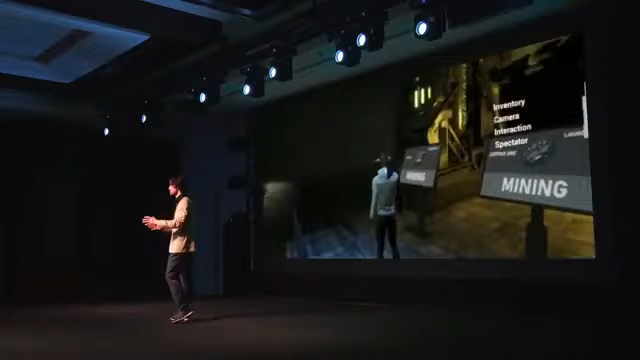 Inventory
Camera
Interaction
Spectator
MINING
MINING